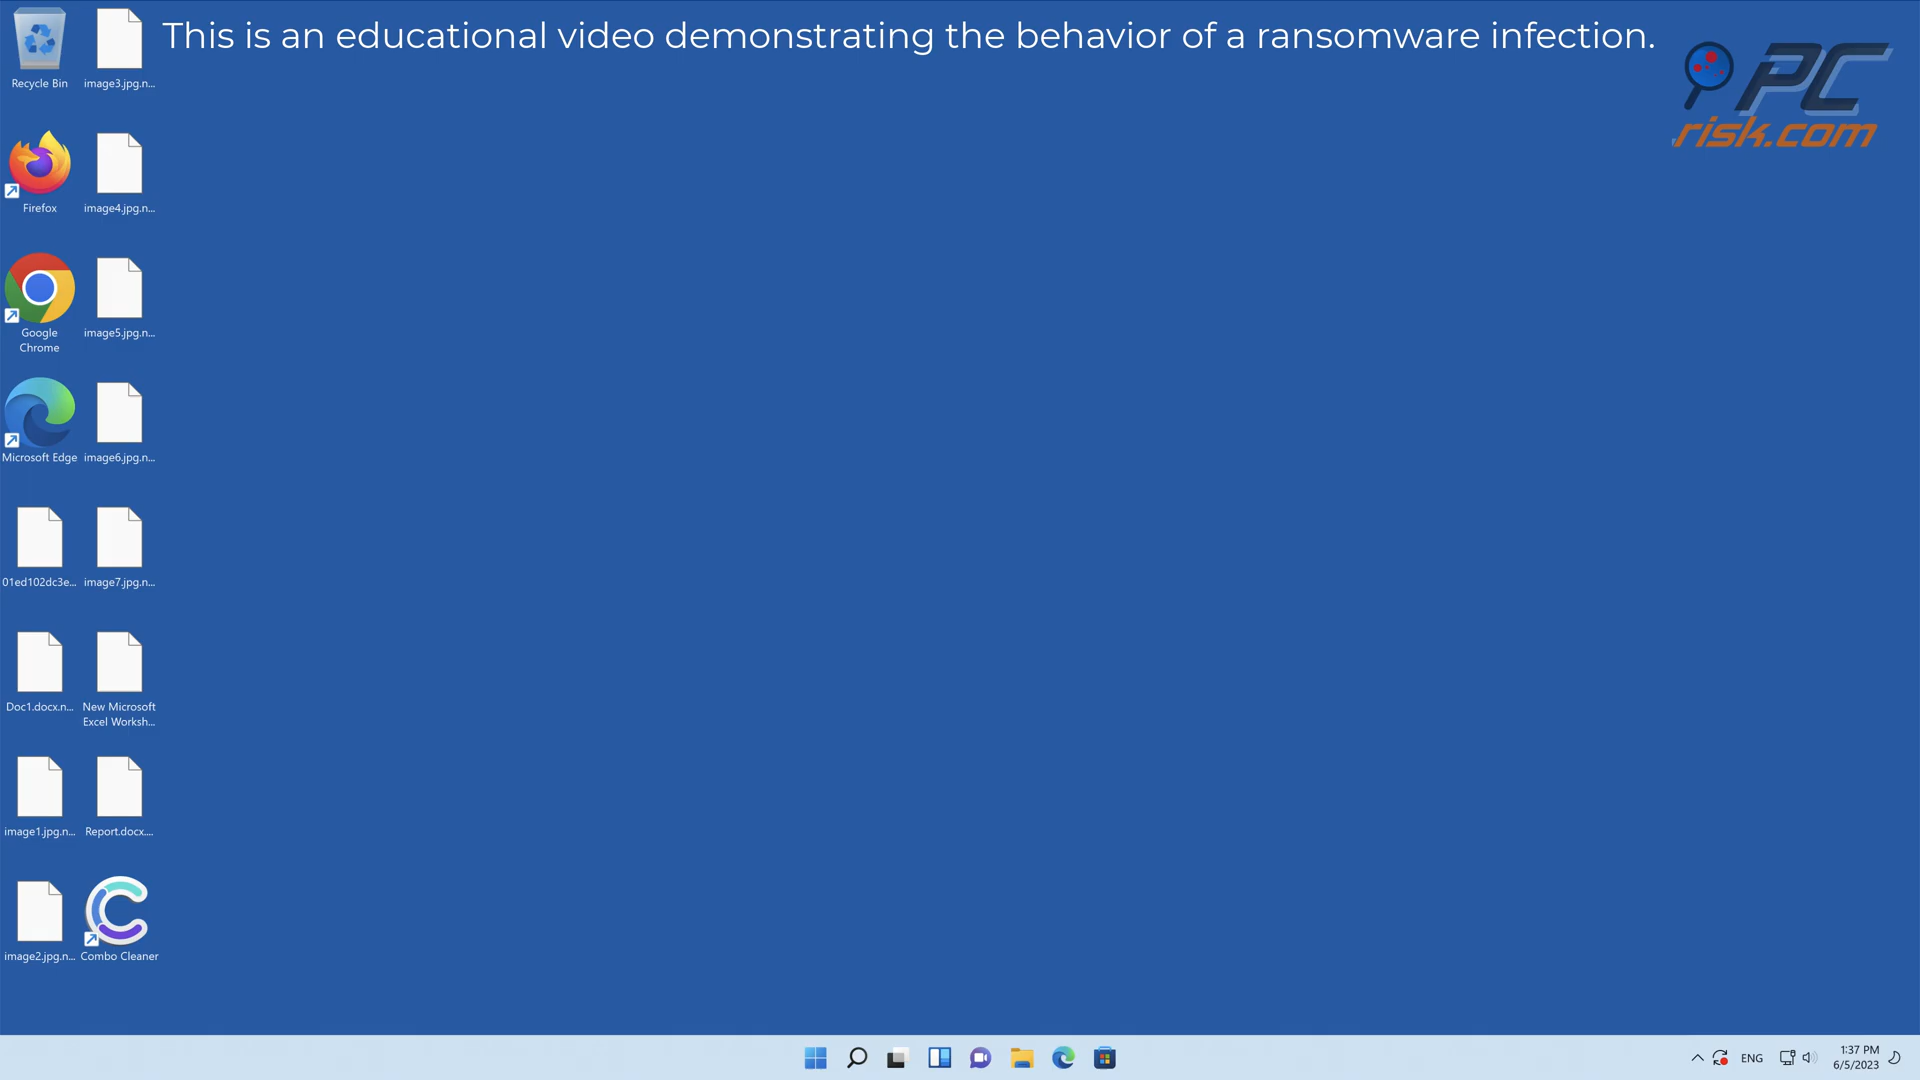 This is an educational video demonstrating the behavior of a ransomware infection.
PC
risk.com
Recycle Bin
image3.jpg.n...
Firefox
image4.jpg.n...
Google
Chrome
image5.jpg.n...
Microsoft Edge
image6.jpg.n...
01ed102dc3e...
image7.jpg.n...
Doc1.docx.n...
New Microsoft
Excel Worksh...
image1.jpg.n...
Report.docx....
image2.jpg.n...
Combo Cleaner
ENG
1:37 PM
6/5/2023